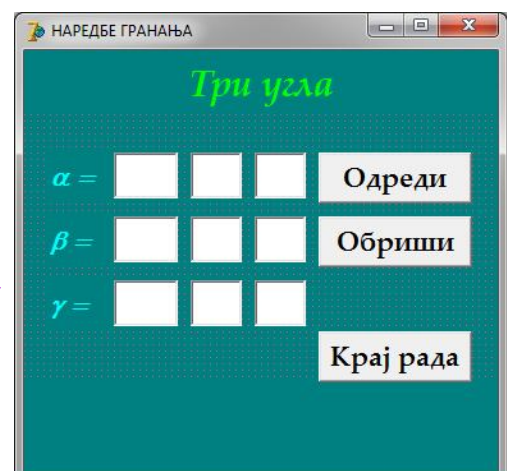 НАРЕДБЕ ГРАНАЊА
Три угла
α = Одреди
β = Обриши
γ =
Крај рада